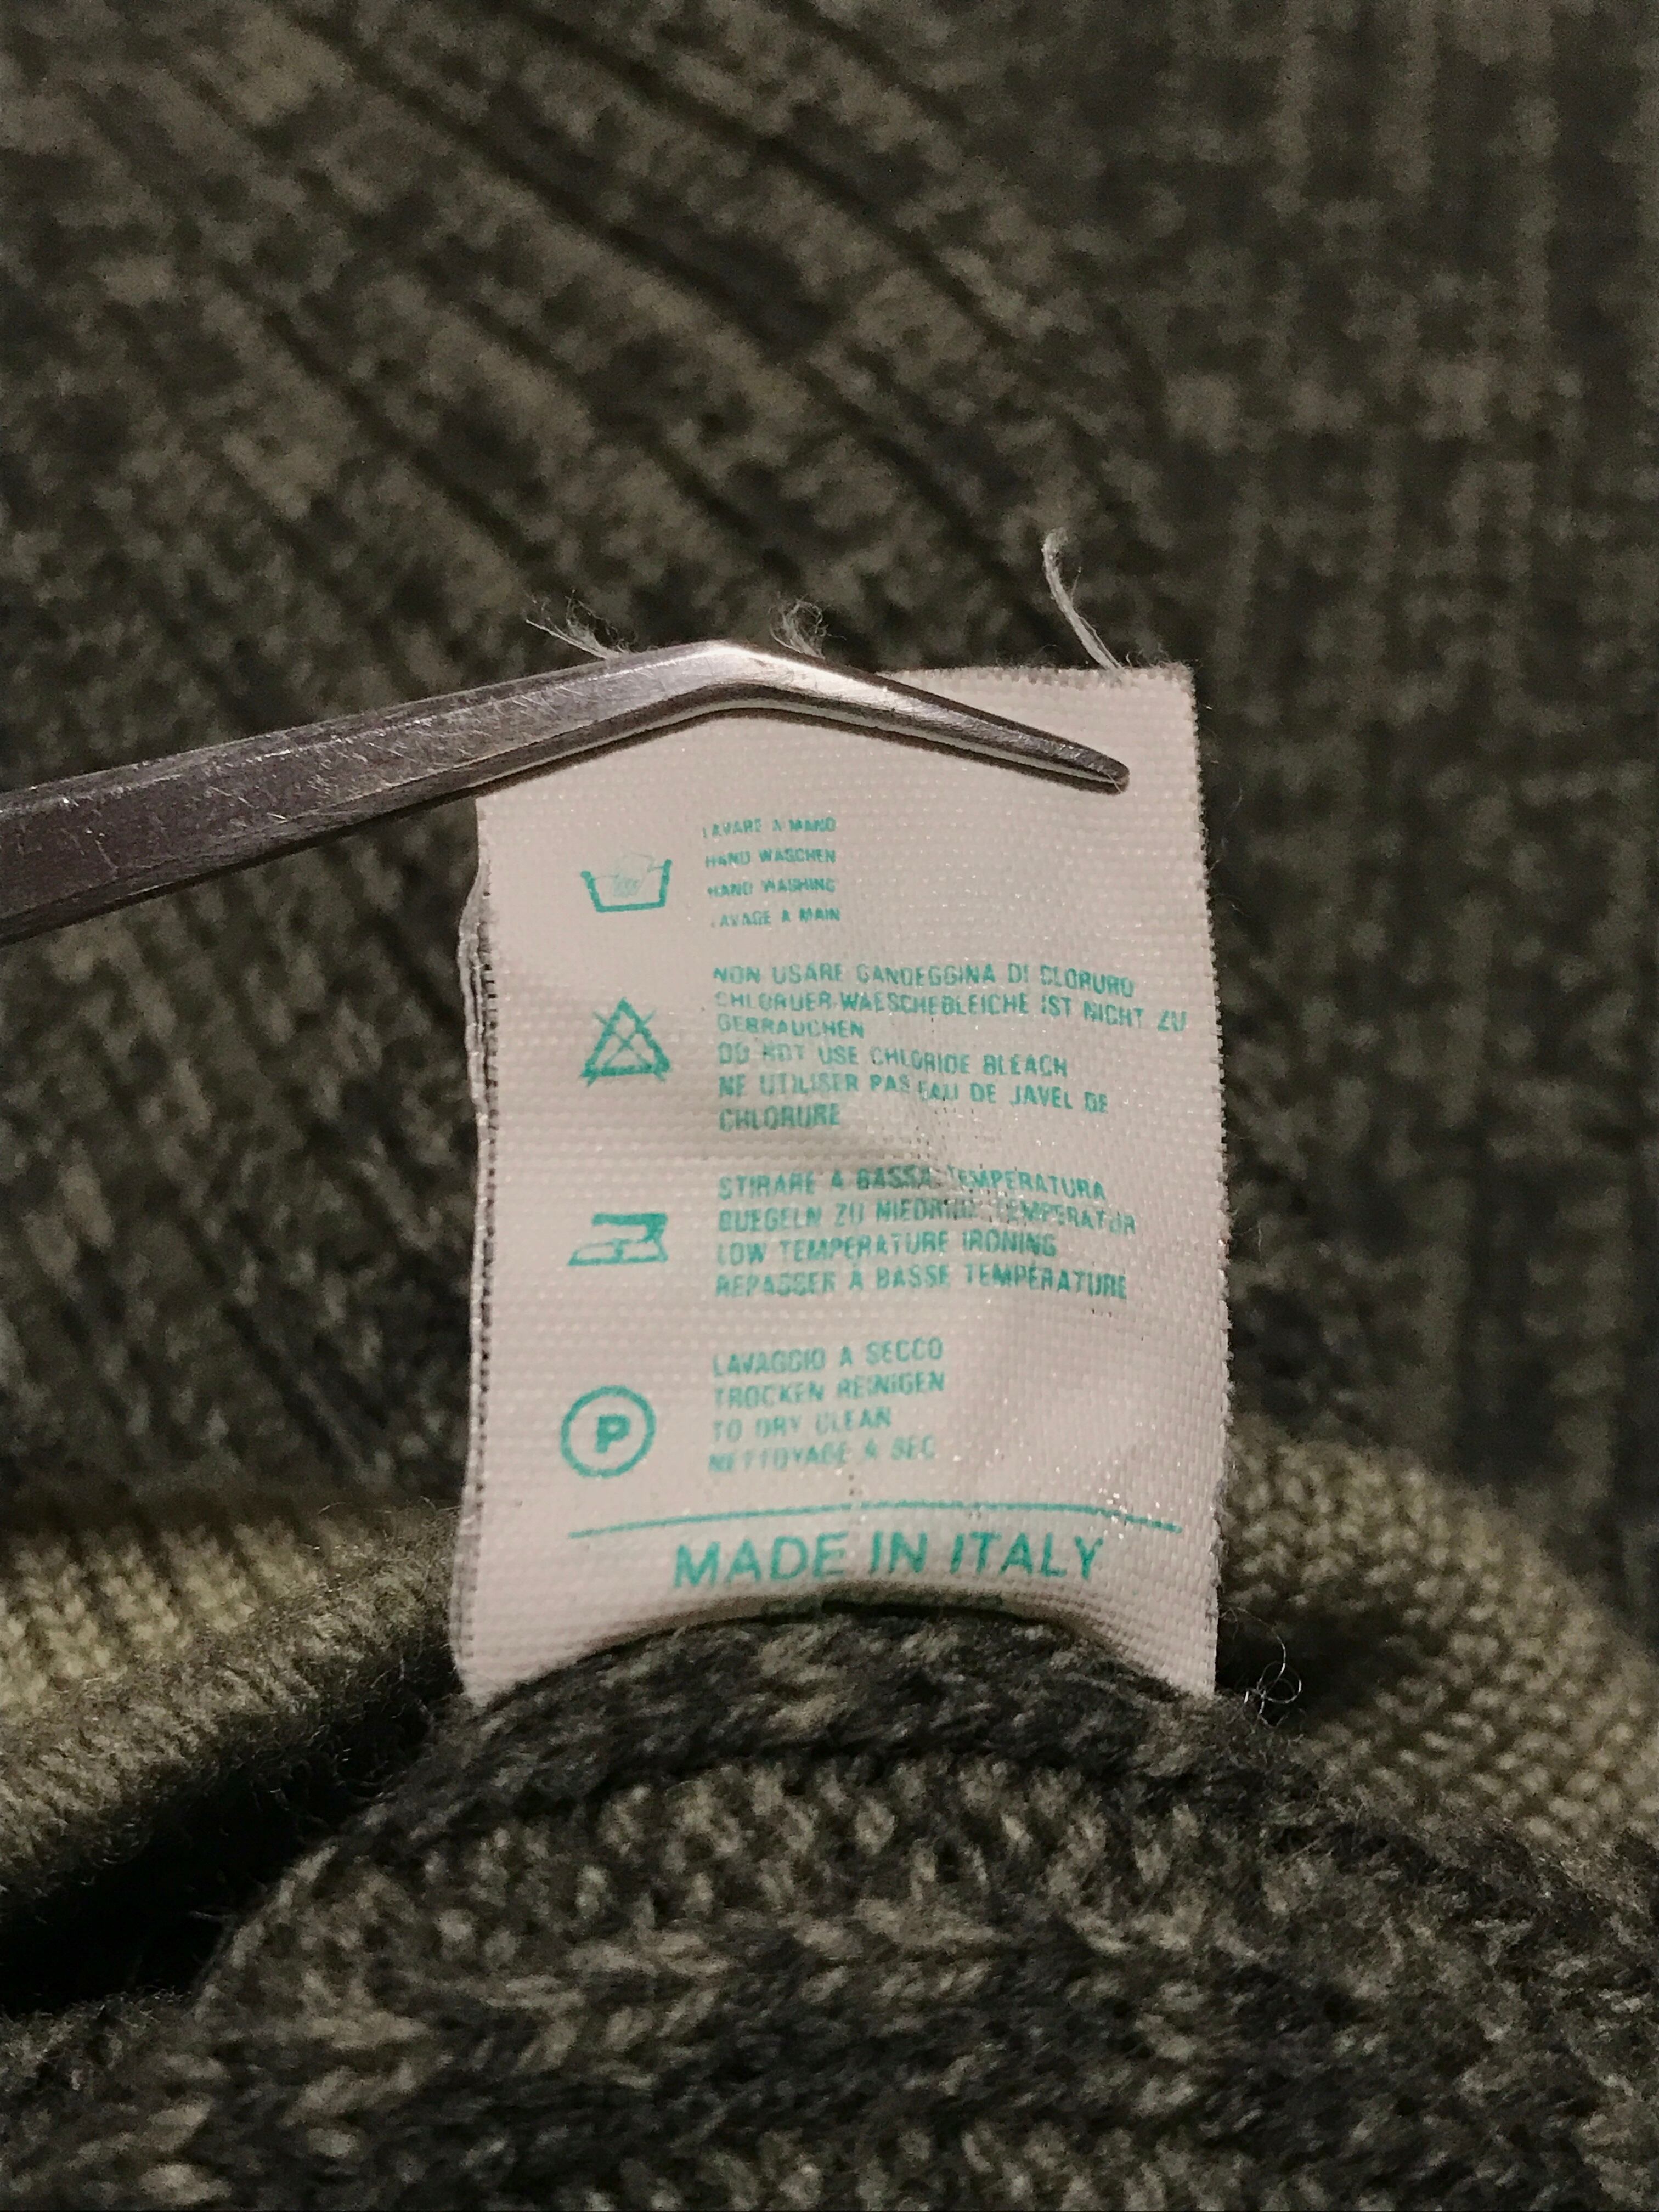 LAVARE A MANO
HAND WASCHEN
HAND WASHING
LAVAGE A MAIN
NON USARE CANDEGGINA DI CLORURO
CHLORUER-WAESCHEBLEICHE IST NICHT ZU
GEBRAUCHEN
DO NOT USE CHLORIDE BLEACH
NE UTILISER PAS EAU DE JAVEL DE
CHLORURE
STIRARE A BASSA TEMPERATURA
BUEGELN ZU NIEDRIG TEMPERATUR
LOW TEMPERATURE IRONING
REPASSER À BASSE TEMPÉRATURE
LAVAGGIO A SECCO
TROCKEN REINIGEN
P
TO DRY CLEAN
NETTOYAGE A SEC
MADE IN ITALY